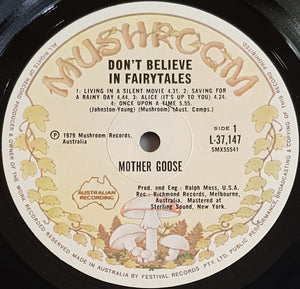 MUSHROOM
DON'T BELIEVE
IN FAIRYTALES
1: LIVING IN A SILENT MOVIE 4.31. 2: SAVING FOR
A RAINY DAY 4.44. 3: ALICE (IT'S UP TO YOU) 4.24.
4: ONCE UPON A TIME 5.55.
(Johnston-Young) (Mushroom) (Aust. Comps.)
Ⓟ 1979 Mushroom Records,
Australia
SIDE 1
L-37,147
SMX55541
MOTHER GOOSE
AUSTRALIAN
RECORDING
Prod. and Eng: Ralph Moss, U.S.A.
Rec: Richmond Records, Melbourne,
Australia. Mastered at
Sterling Sound, New York.
MADE IN AUSTRALIA BY FESTIVAL RECORDS PTY. LTD.